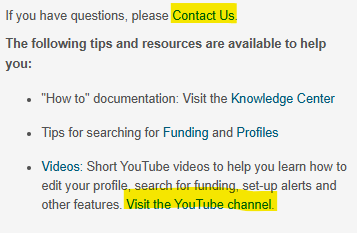 If you have questions, please Contact Us.
The following tips and resources are available to help
you:
• "How to" documentation: Visit the Knowledge Center
• Tips for searching for Funding and Profiles
• Videos: Short YouTube videos to help you learn how to
edit your profile, search for funding, set-up alerts and
other features. Visit the YouTube channel.